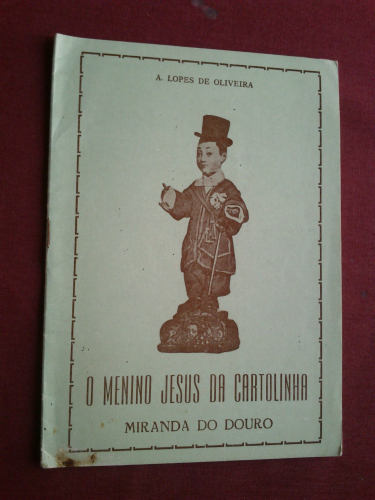 A. LOPES DE OLIVEIRA
O MENINO JESUS DA CARTOLINHA
MIRANDA DO DOURO